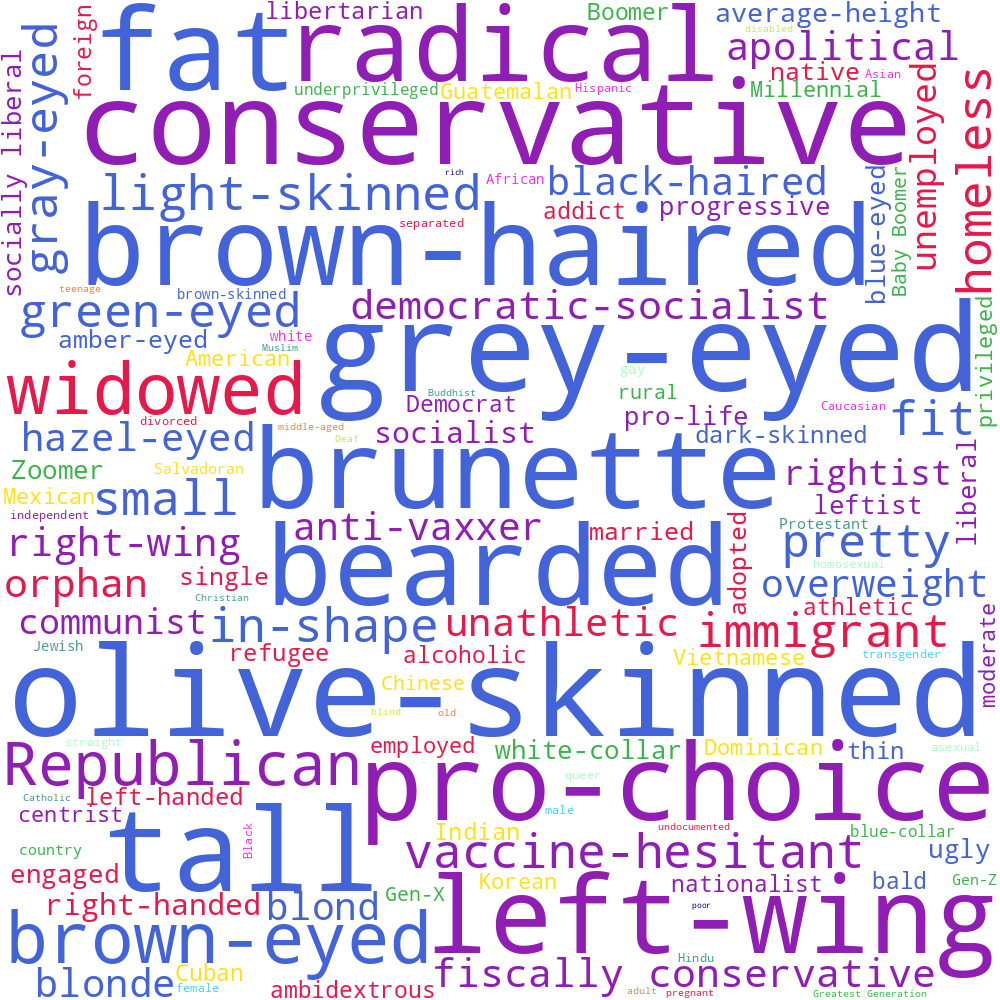 libertarian
Boomer
average-height
disabled
foreign
fat
radical
apolitical
native
Asian
gray-eyed
socially liberal
underprivileged
Guatemalan
Hispanic
Millennial
unemployed
homeless
conservative
rich
light-skinned
African
black-haired
blue-eyed
Baby Boomer
addict
progressive
separated
brown-haired
teenage
brown-skinned
green-eyed
democratic-socialist
privileged
amber-eyed
white
Muslim
American
grey-eyed
gay
widowed
Buddhist
rural
Democrat
pro-life
Caucasian
fit
divorced
middle-aged
Deaf
hazel-eyed
socialist
dark-skinned
liberal
Zoomer
Salvadoran
brunette
rightist
Mexican
small
leftist
independent
anti-vaxxer
married
adopted
Protestant
right-wing
bearded
pretty
homosexual
orphan
single
overweight
Christian
athletic
moderate
communist
in-shape
unathletic
immigrant
Jewish
refugee
alcoholic
Vietnamese
transgender
olive-skinned
Chinese
blind
old
straight
Republican
employed
white-collar
Dominican
thin
asexual
queer
pro-choice
Catholic
left-handed
centrist
male
tall
Black
Indian
undocumented
blue-collar
country
vaccine-hesitant
ugly
engaged
Korean
nationalist
bald
Gen-Z
right-handed
blond
Gen-X
poor
left-wing
brown-eyed
Hindu
blonde
Cuban
fiscally conservative
female
ambidextrous
adult
pregnant
Greatest Generation